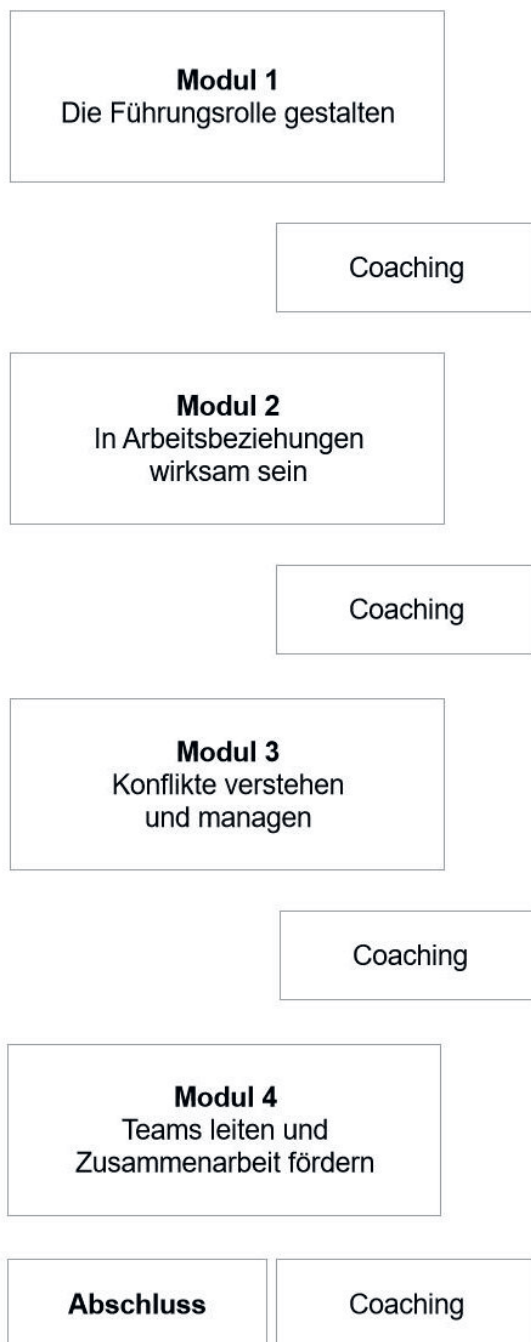 Modul 1
Die Führungsrolle gestalten
Coaching
Modul 2
In Arbeitsbeziehungen
wirksam sein
Coaching
Modul 3
Konflikte verstehen
und managen
Coaching
Modul 4
Teams leiten und
Zusammenarbeit fördern
Abschluss
Coaching